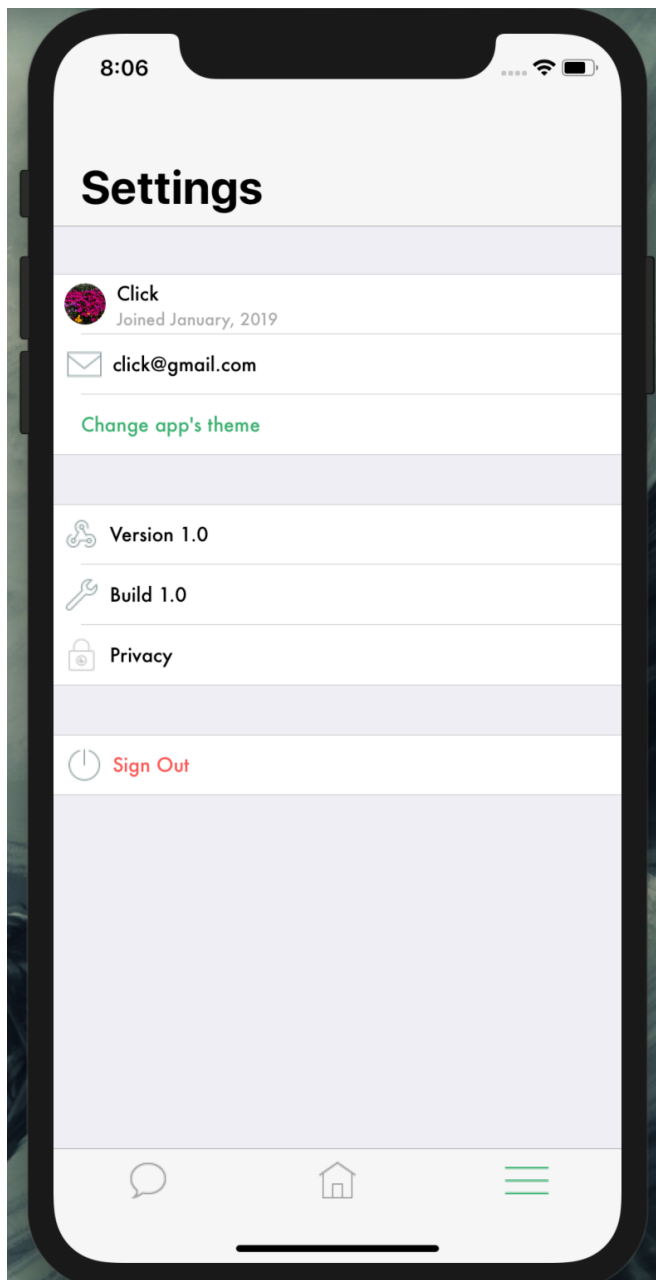 8:06
Settings
Click
Joined January, 2019
click@gmail.com
Change app's theme
Version 1.0
Build 1.0
Privacy
Sign Out